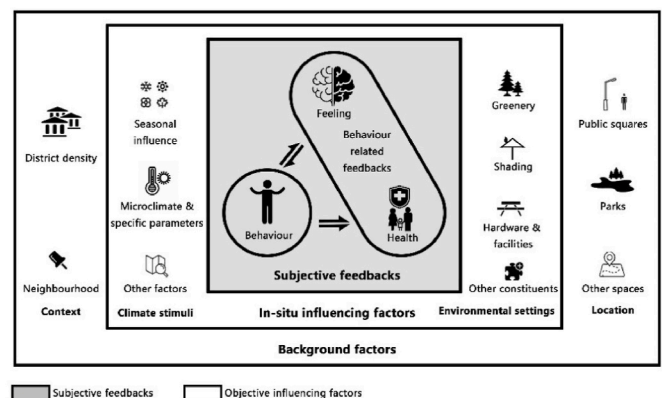 District density
Neighbourhood
Context
Seasonal
influence
Microclimate &
specific parameters
Other factors
Climate stimuli
Feeling
Behaviour
related
feedbacks
Behaviour
Health
Subjective feedbacks
In-situ influencing factors
Greenery
Shading
Hardware &
facilities
Other constituents
Environmental settings
Public squares
Parks
Other spaces
Location
Background factors
Subjective feedbacks
Objective influencing factors